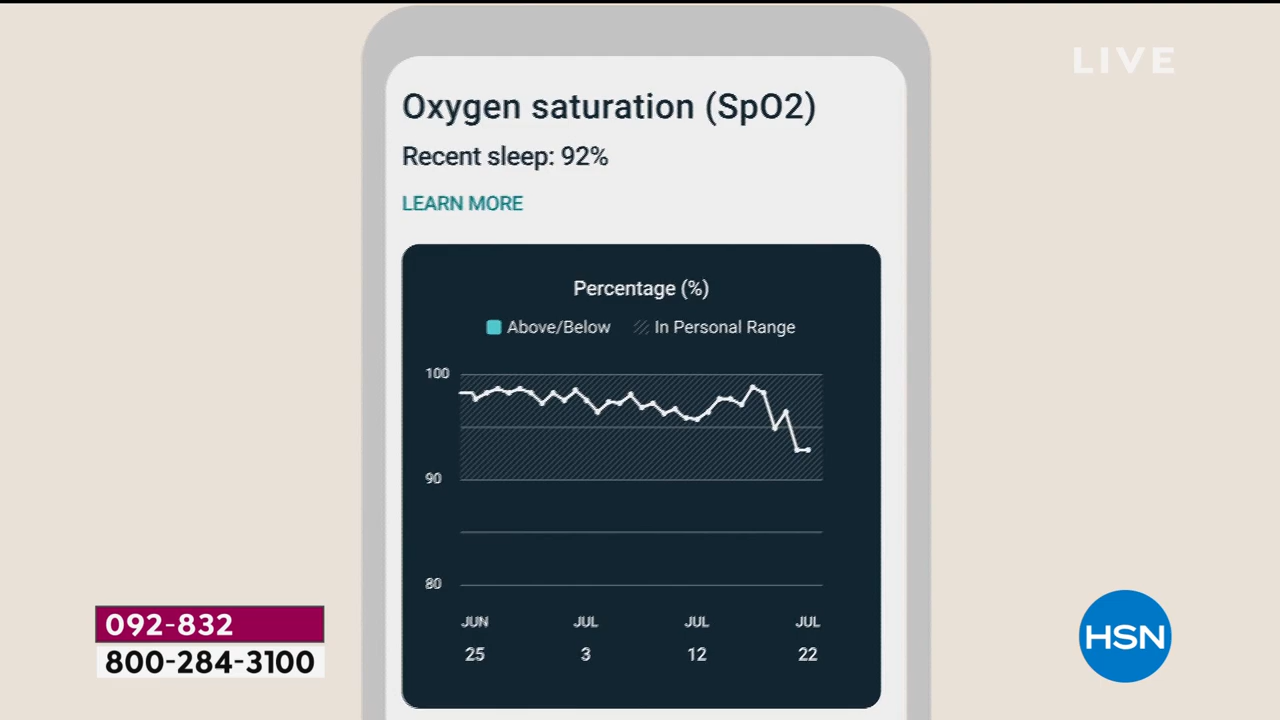 LIVE
Oxygen saturation (SpO2)
Recent sleep: 92%
LEARN MORE
Percentage (%)
Above/Below In Personal Range
100
90
80
JUN JUL JUL JUL
25 3 12 22
092-832
800-284-3100
HSN